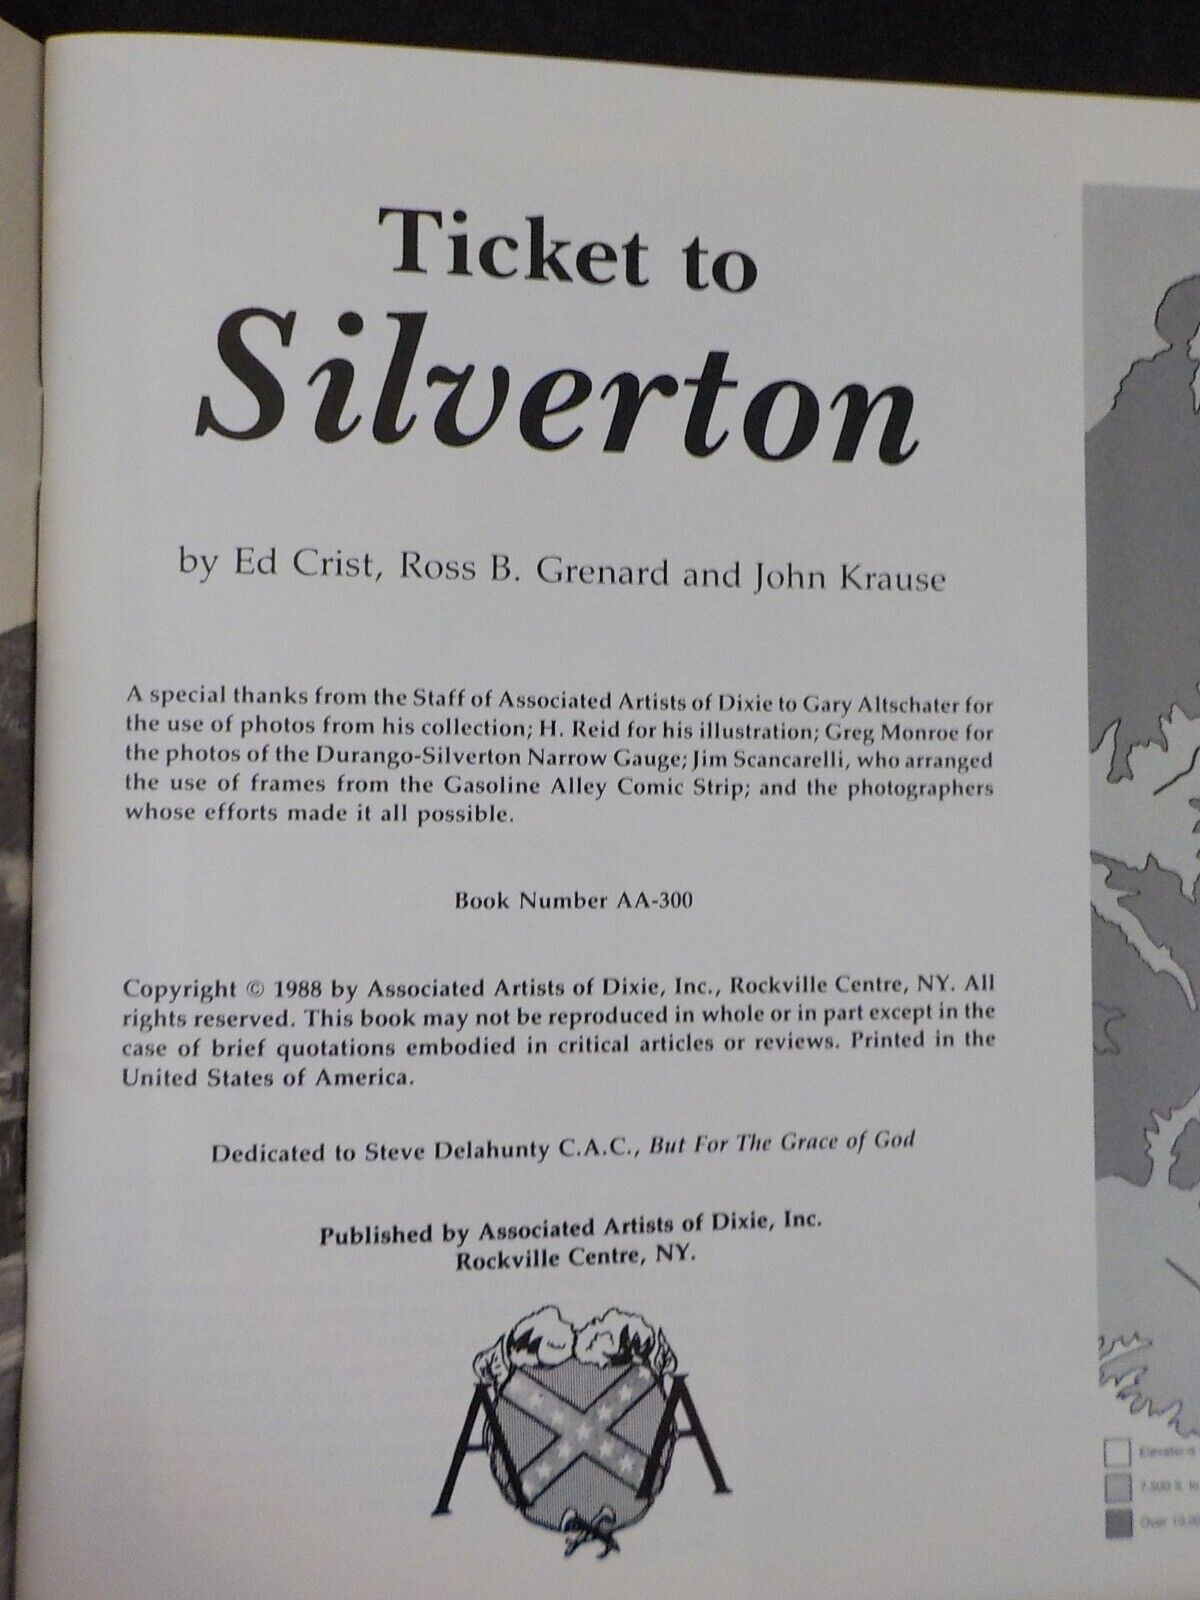 Ticket to
Silverton
by Ed Crist, Ross B. Grenard and John Krause
A special thanks from the Staff of Associated Artists of Dixie to Gary Altschater for
the use of photos from his collection; H. Reid for his illustration; Greg Monroe for
the photos of the Durango-Silverton Narrow Gauge; Jim Scancarelli, who arranged
the use of frames from the Gasoline Alley Comic Strip; and the photographers
whose efforts made it all possible.
Book Number AA-300
Copyright © 1988 by Associated Artists of Dixie, Inc., Rockville Centre, NY. All
rights reserved. This book may not be reproduced in whole or in part except in the
case of brief quotations embodied in critical articles or reviews. Printed in the
United States of America.
Dedicated to Steve Delahunty C.A.C., But For The Grace of God
Published by Associated Artists of Dixie, Inc.
Rockville Centre, NY.
A A
7,500 ft. to
Over 10,00